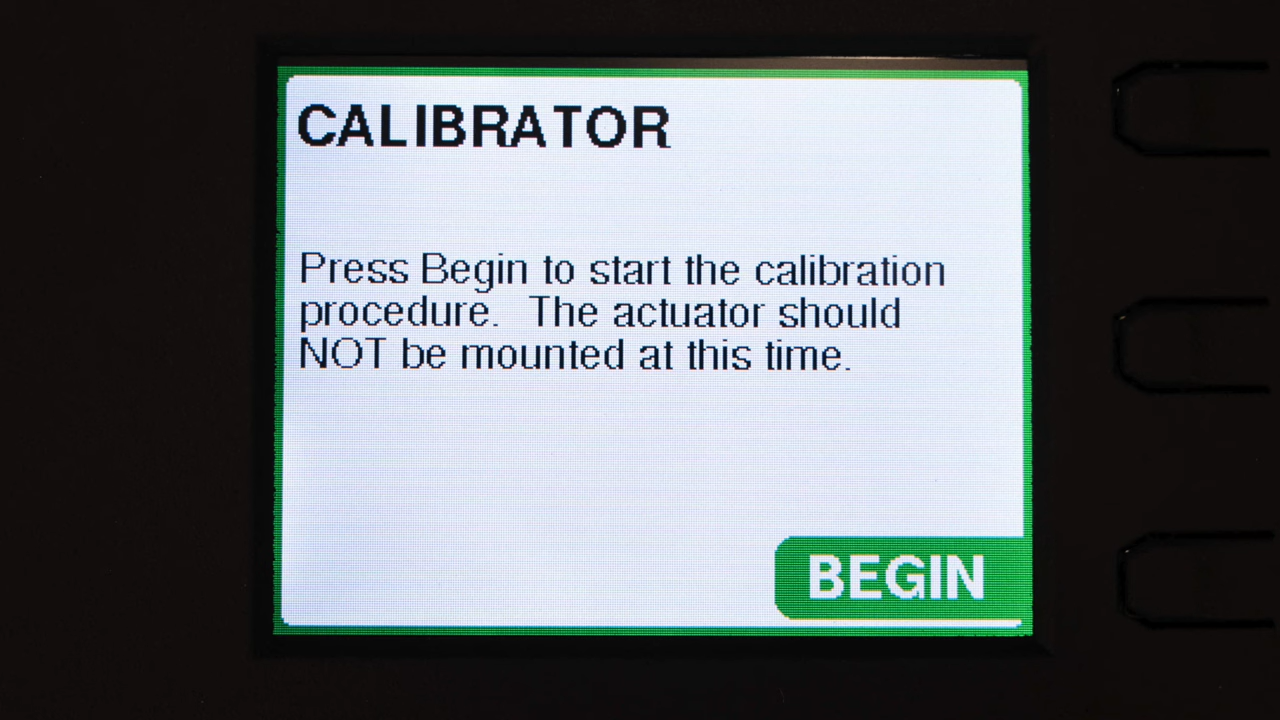 CALIBRATOR
Press Begin to start the calibration
procedure.  The actuator should
NOT be mounted at this time.
BEGIN